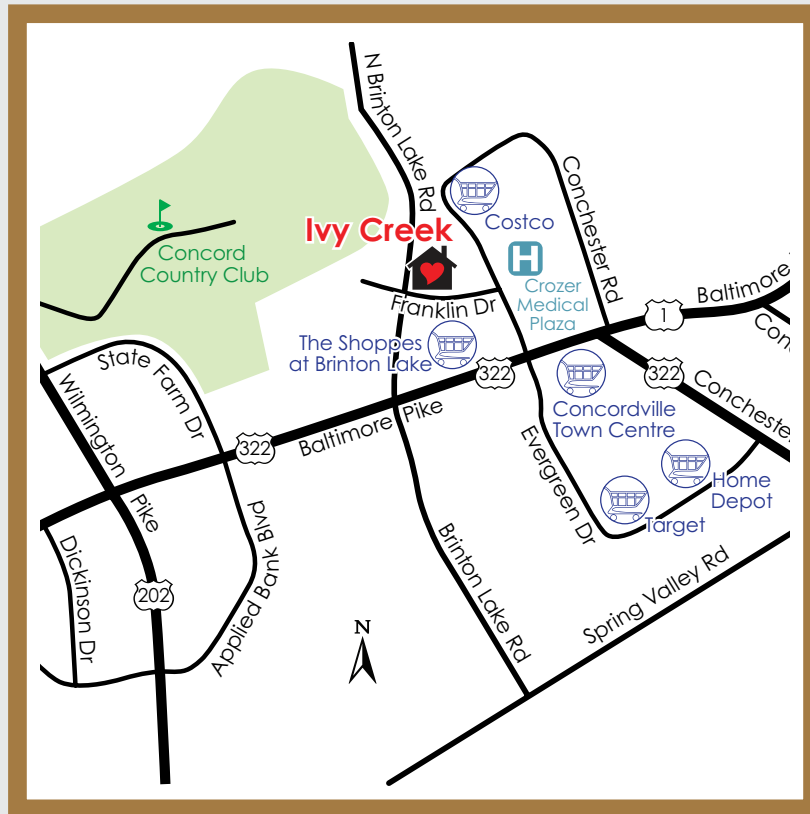 N Brinton Lake Rd
Conchester Rd
Costco
Ivy Creek
H
Concord
Country Club
Crozer
Medical
Plaza
Franklin Dr
Baltimore
1
Con
The Shoppes
at Brinton Lake
State Farm Dr
322
322
Conchester
Wilmington
Pike
Concordville
Town Centre
Baltimore Pike
322
Evergreen Dr
Home
Depot
Target
Dickinson Dr
202
Applied Bank Blvd
Brinton Lake Rd
Spring Valley Rd
N